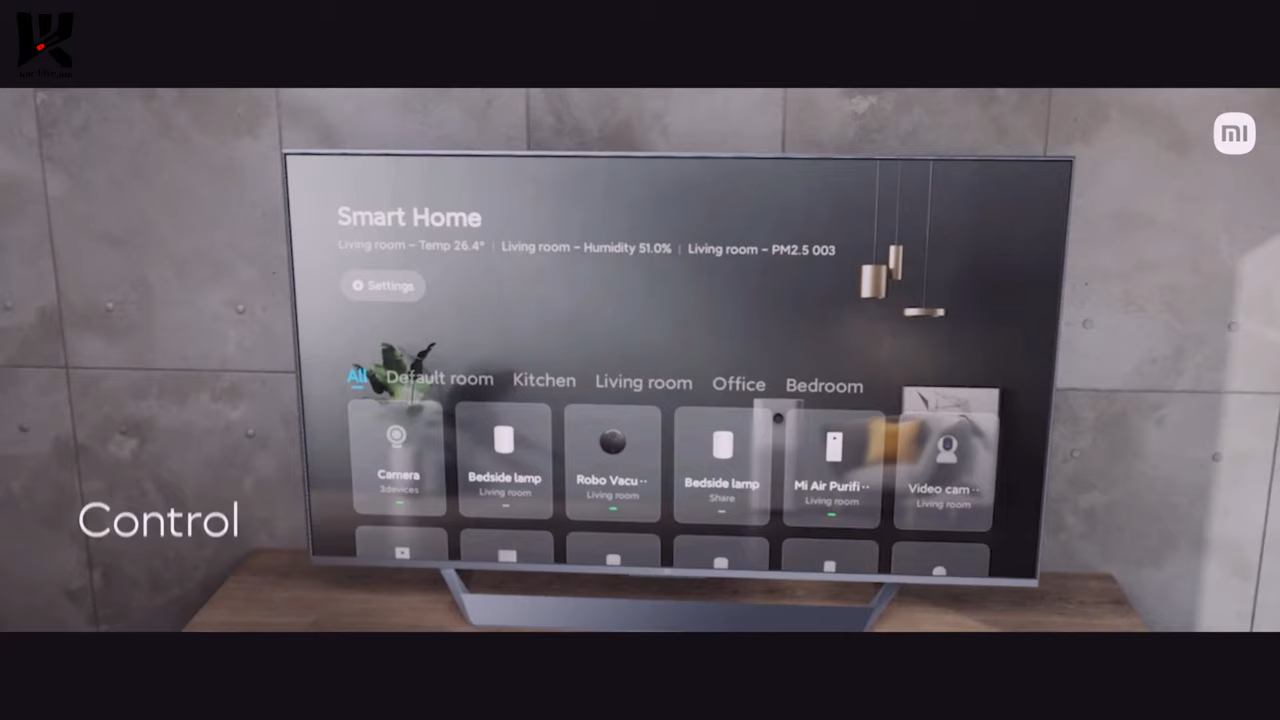 mi
Smart Home
Living room – Temp 26.4° | Living room – Humidity 51.0% | Living room – PM2.5 003
Settings
All Default room Kitchen Living room Office Bedroom
Camera Bedside lamp Robo Vacu·· Bedside lamp Mi Air Purifi·· Video cam··
3devices Living room Living room Share Living room Living room
Control